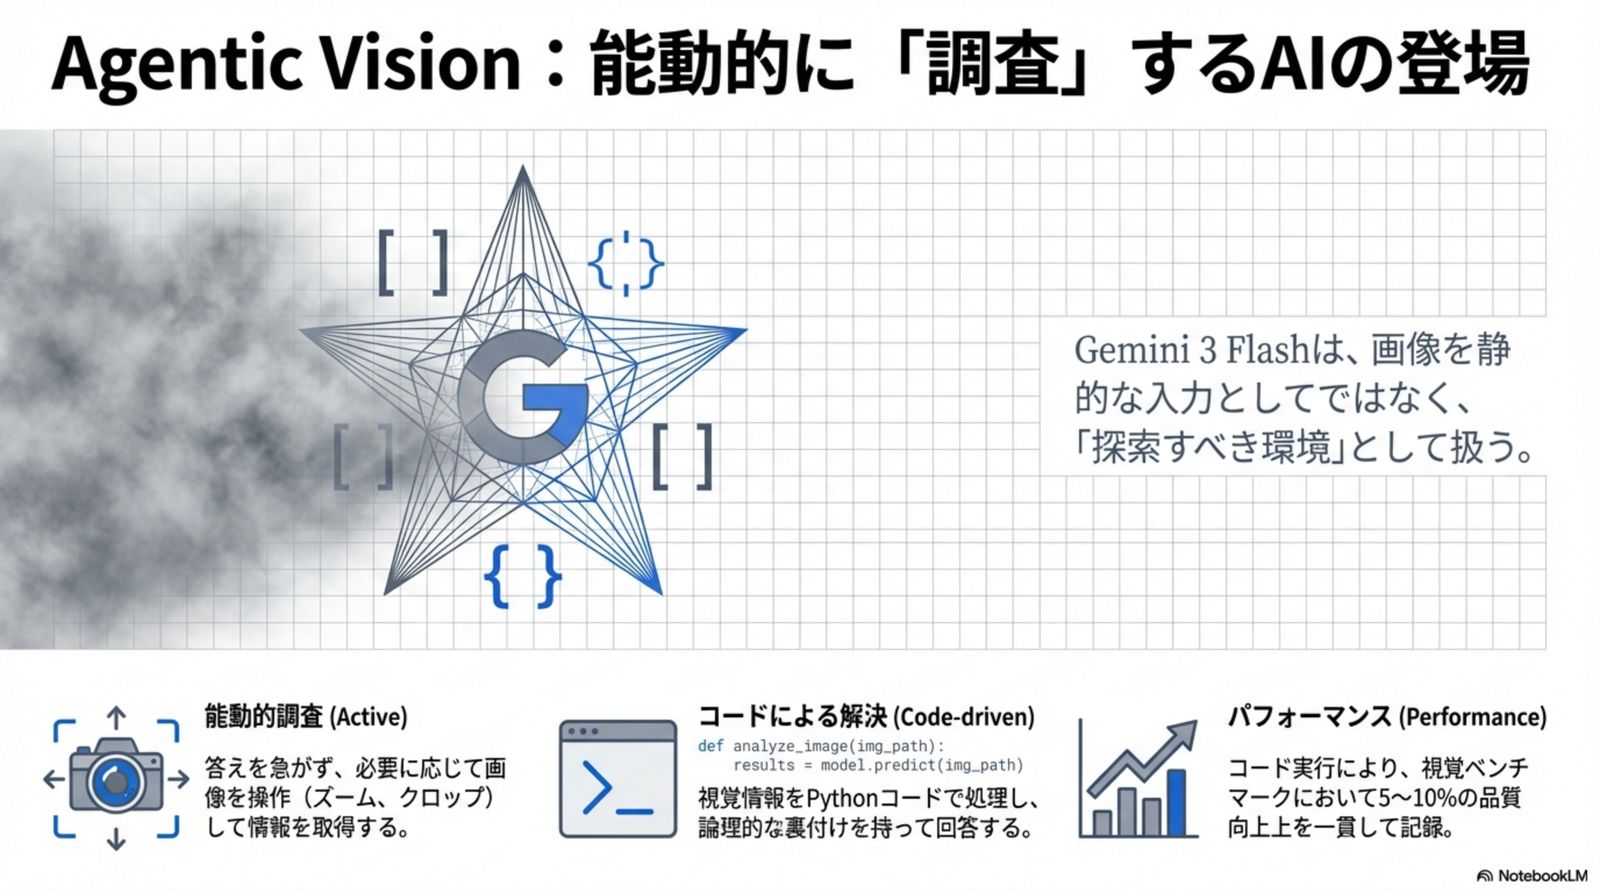 Agentic Vision：能動的に「調査」するAIの登場
[ ]
{ }
G
[ ]
[ ]
{ }
Gemini 3 Flashは、画像を静
的な入力としてではなく、
「探索すべき環境」として扱う。
能動的調査 (Active)
答えを急がず、必要に応じて画
像を操作（ズーム、クロップ）
して情報を取得する。
コードによる解決 (Code-driven)
def analyze_image(img_path):
results = model.predict(img_path)
視覚情報をPythonコードで処理し、
論理的な裏付けを持って回答する。
パフォーマンス (Performance)
コード実行により、視覚ベンチ
マークにおいて5〜10%の品質
向上上を一貫して記録。
NotebookLM